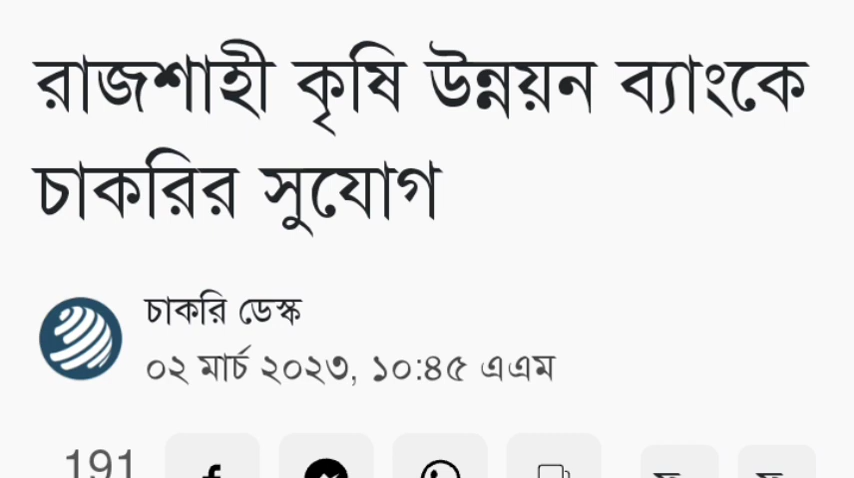 রাজশাহী কৃষি উন্নয়ন ব্যাংকে
চাকরির সুযোগ
চাকরি ডেস্ক
০২ মার্চ ২০২৩, ১০:৪৫ এএম
191